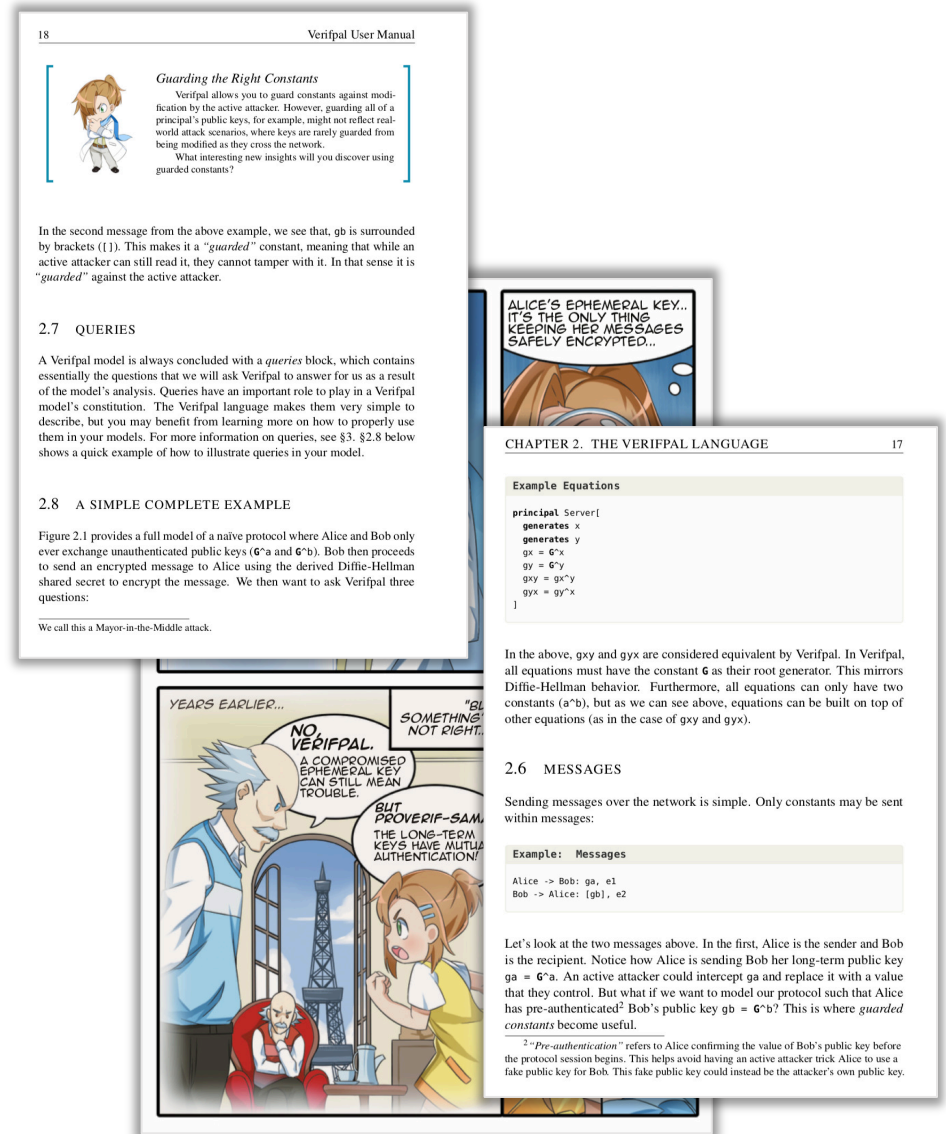 18 Verifpal User Manual
Guarding the Right Constants
Verifpal allows you to guard constants against modi-
fication by the active attacker. However, guarding all of a
principal's public keys, for example, might not reflect real-
world attack scenarios, where keys are rarely guarded from
being modified as they cross the network.
What interesting new insights will you discover using
guarded constants?
In the second message from the above example, we see that, gb is surrounded
by brackets ([]). This makes it a “guarded” constant, meaning that while an
active attacker can still read it, they cannot tamper with it. In that sense it is
“guarded” against the active attacker.
2.7 QUERIES
A Verifpal model is always concluded with a queries block, which contains
essentially the questions that we will ask Verifpal to answer for us as a result
of the model's analysis. Queries have an important role to play in a Verifpal
model's constitution. The Verifpal language makes them very simple to
describe, but you may benefit from learning more on how to properly use
them in your models. For more information on queries, see §3. §2.8 below
shows a quick example of how to illustrate queries in your model.
2.8 A SIMPLE COMPLETE EXAMPLE
Figure 2.1 provides a full model of a naïve protocol where Alice and Bob only
ever exchange unauthenticated public keys (G^a and G^b). Bob then proceeds
to send an encrypted message to Alice using the derived Diffie-Hellman
shared secret to encrypt the message. We then want to ask Verifpal three
questions:
We call this a Mayor-in-the-Middle attack.
ALICE'S EPHEMERAL KEY...
IT'S THE ONLY THING
KEEPING HER MESSAGES
SAFELY ENCRYPTED...
YEARS EARLIER...
NO,
VERIFPAL.
A COMPROMISED
EPHEMERAL KEY
CAN STILL MEAN
TROUBLE.
SOMETHING
NOT RIGHT...
BUT
PROVERIF-SAMA
THE LONG-TERM
KEYS HAVE
AUTHENTICATION!
CHAPTER 2. THE VERIFPAL LANGUAGE 17
Example Equations
principal Server[
generates x
generates y
gx = G^x
gy = G^y
gxy = gx^y
gyx = gy^x
]
In the above, gxy and gyx are considered equivalent by Verifpal. In Verifpal,
all equations must have the constant G as their root generator. This mirrors
Diffie-Hellman behavior. Furthermore, all equations can only have two
constants (a^b), but as we can see above, equations can be built on top of
other equations (as in the case of gxy and gyx).
2.6 MESSAGES
Sending messages over the network is simple. Only constants may be sent
within messages:
Example: Messages
Alice -> Bob: ga, e1
Bob -> Alice: [gb], e2
Let's look at the two messages above. In the first, Alice is the sender and Bob
is the recipient. Notice how Alice is sending Bob her long-term public key
ga = G^a. An active attacker could intercept ga and replace it with a value
that they control. But what if we want to model our protocol such that Alice
has pre-authenticated2 Bob's public key gb = G^b? This is where guarded
constants become useful.
2 “Pre-authentication” refers to Alice confirming the value of Bob's public key before
the protocol session begins. This helps avoid having an active attacker trick Alice to use a
fake public key for Bob. This fake public key could instead be the attacker's own public key.